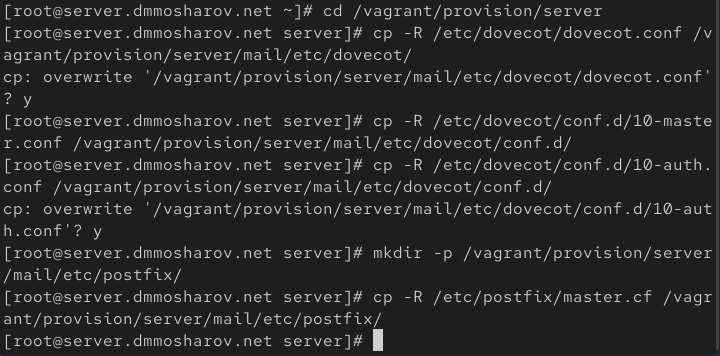 [root@server.dmmosharov.net ~]# cd /vagrant/provision/server
[root@server.dmmosharov.net server]# cp -R /etc/dovecot/dovecot.conf /v
agrant/provision/server/mail/etc/dovecot/
cp: overwrite '/vagrant/provision/server/mail/etc/dovecot/dovecot.conf'
? y
[root@server.dmmosharov.net server]# cp -R /etc/dovecot/conf.d/10-maste
r.conf /vagrant/provision/server/mail/etc/dovecot/conf.d/
[root@server.dmmosharov.net server]# cp -R /etc/dovecot/conf.d/10-auth.
conf /vagrant/provision/server/mail/etc/dovecot/conf.d/
cp: overwrite '/vagrant/provision/server/mail/etc/dovecot/conf.d/10-aut
h.conf'? y
[root@server.dmmosharov.net server]# mkdir -p /vagrant/provision/server
/mail/etc/postfix/
[root@server.dmmosharov.net server]# cp -R /etc/postfix/master.cf /vagr
ant/provision/server/mail/etc/postfix/
[root@server.dmmosharov.net server]#